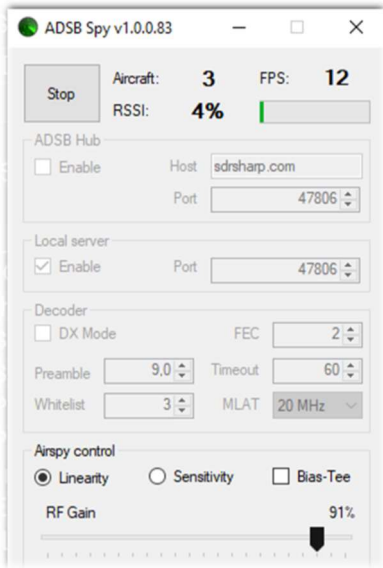 ADSB Spy v1.0.0.83
Stop
Aircraft: 3 FPS: 12
RSSI: 4%
ADSB Hub
Enable Host sdrsharp.com
Port 47806
Local server
Enable Port 47806
Decoder
DX Mode FEC 2
Preamble 9,0 Timeout 60
Whitelist 3 MLAT 20 MHz
Airspy control
Linearity Sensitivity Bias-Tee
RF Gain 91%